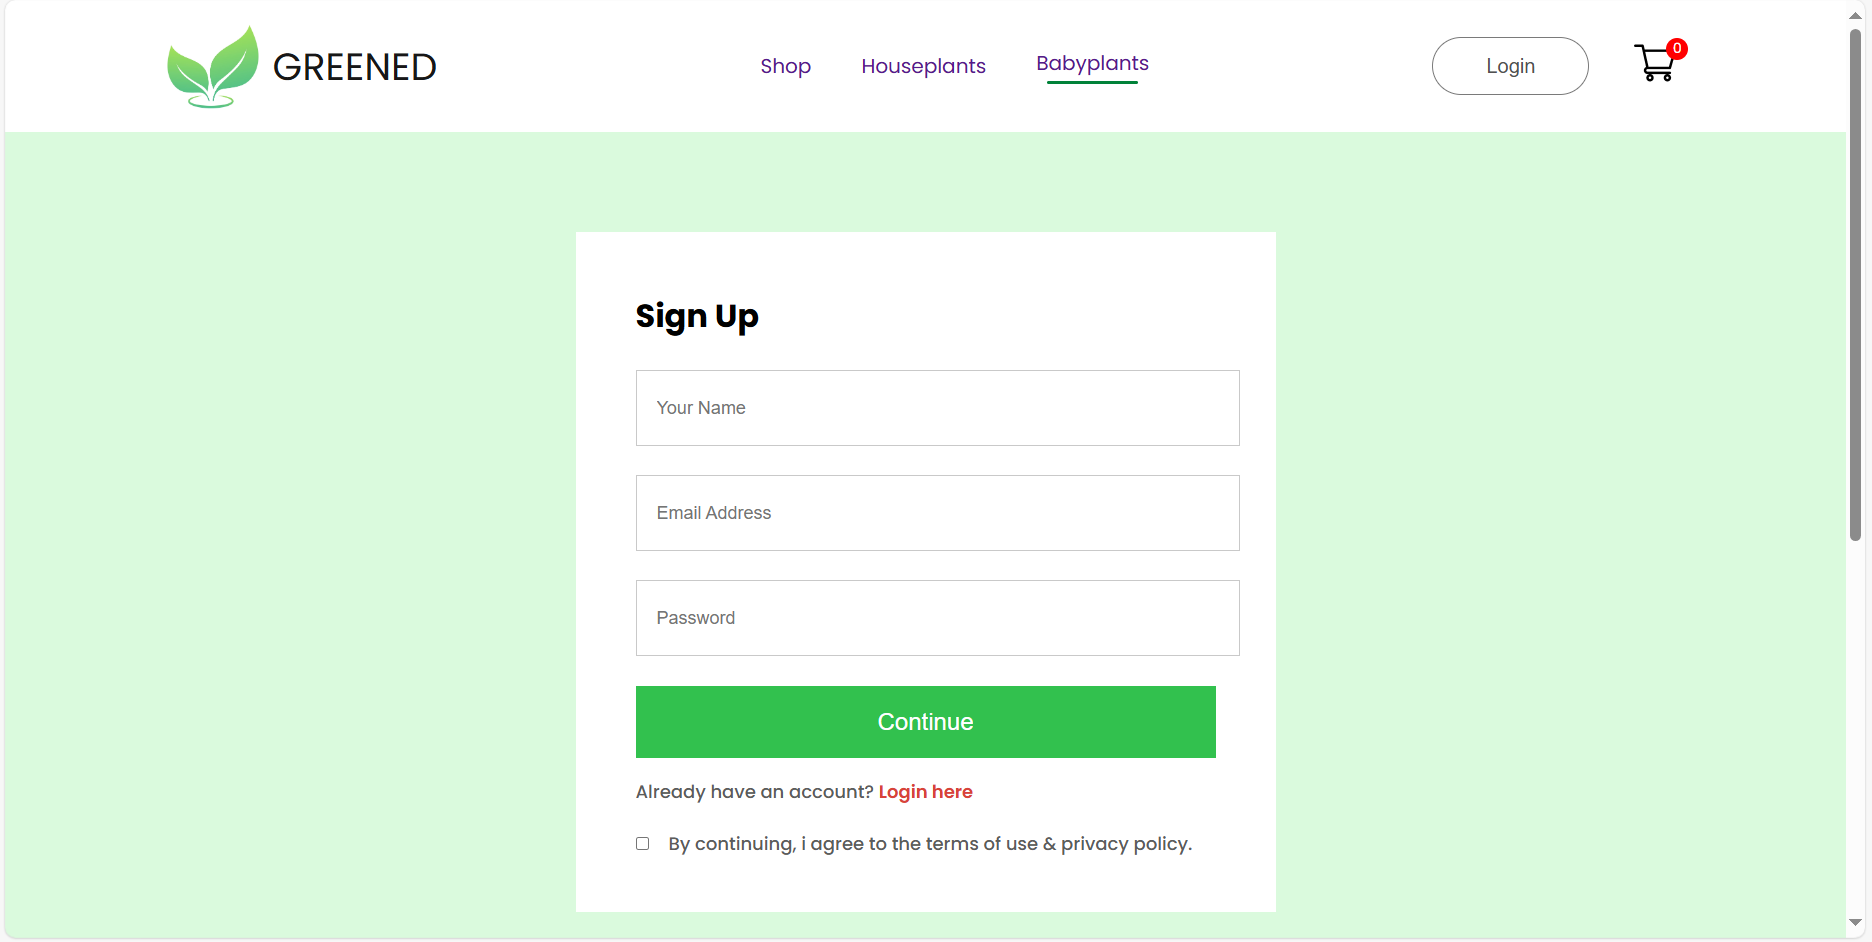 GREENED
Shop Houseplants Babyplants
Login
0
Sign Up
Your Name
Email Address
Password
Continue
Already have an account? Login here
By continuing, i agree to the terms of use & privacy policy.